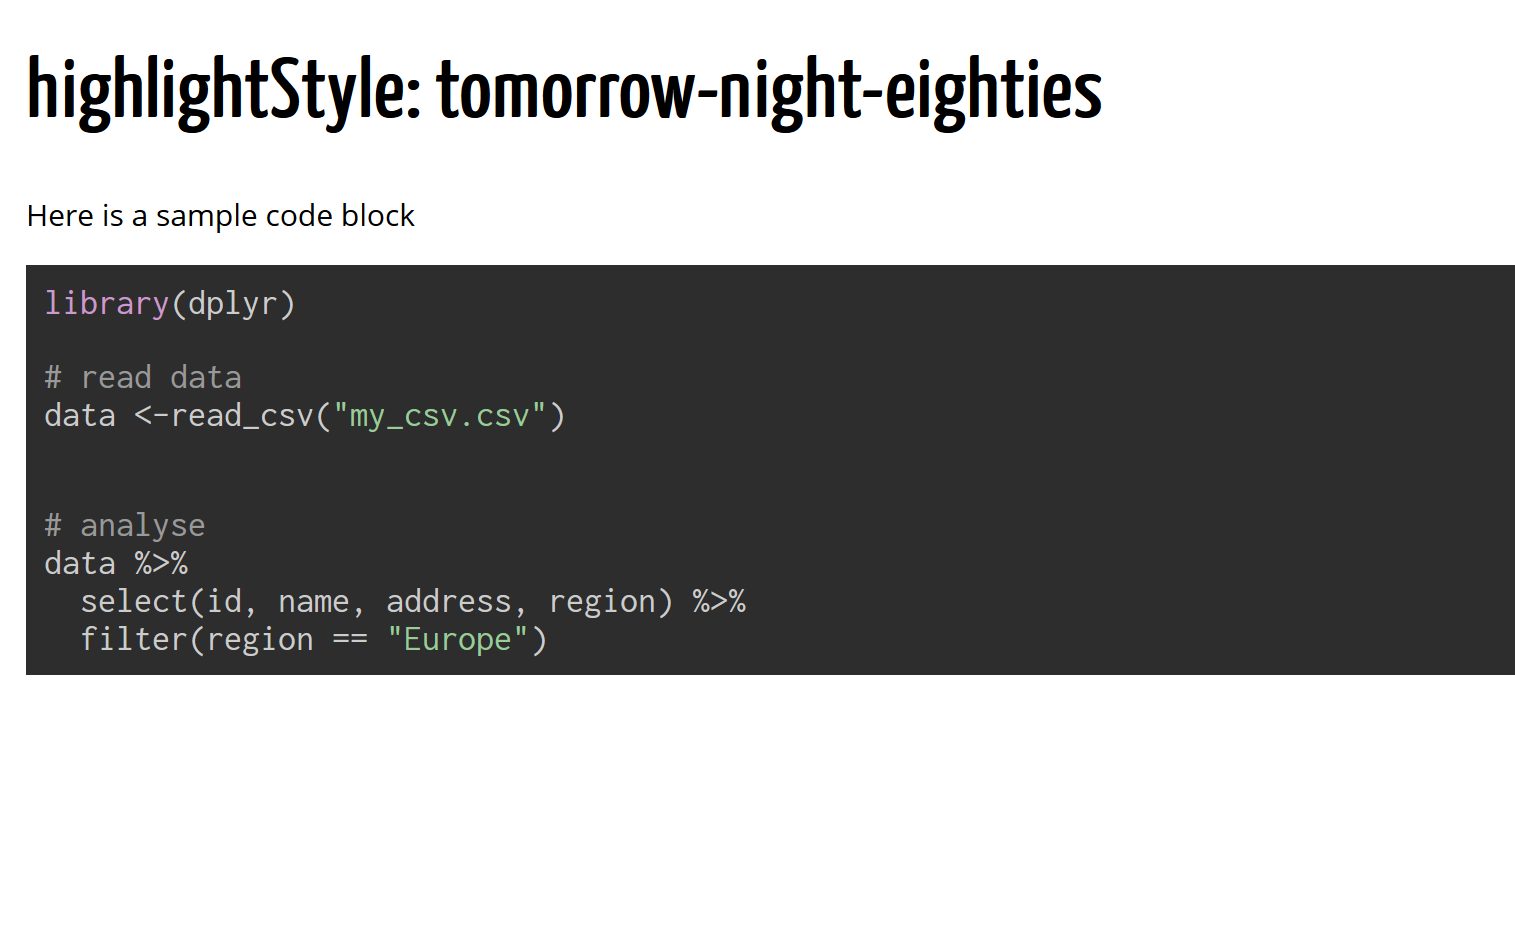 highlightStyle: tomorrow-night-eighties
Here is a sample code block
library(dplyr)
# read data
data <-read_csv("my_csv.csv")
# analyse
data %>%
  select(id, name, address, region) %>%
  filter(region == "Europe")